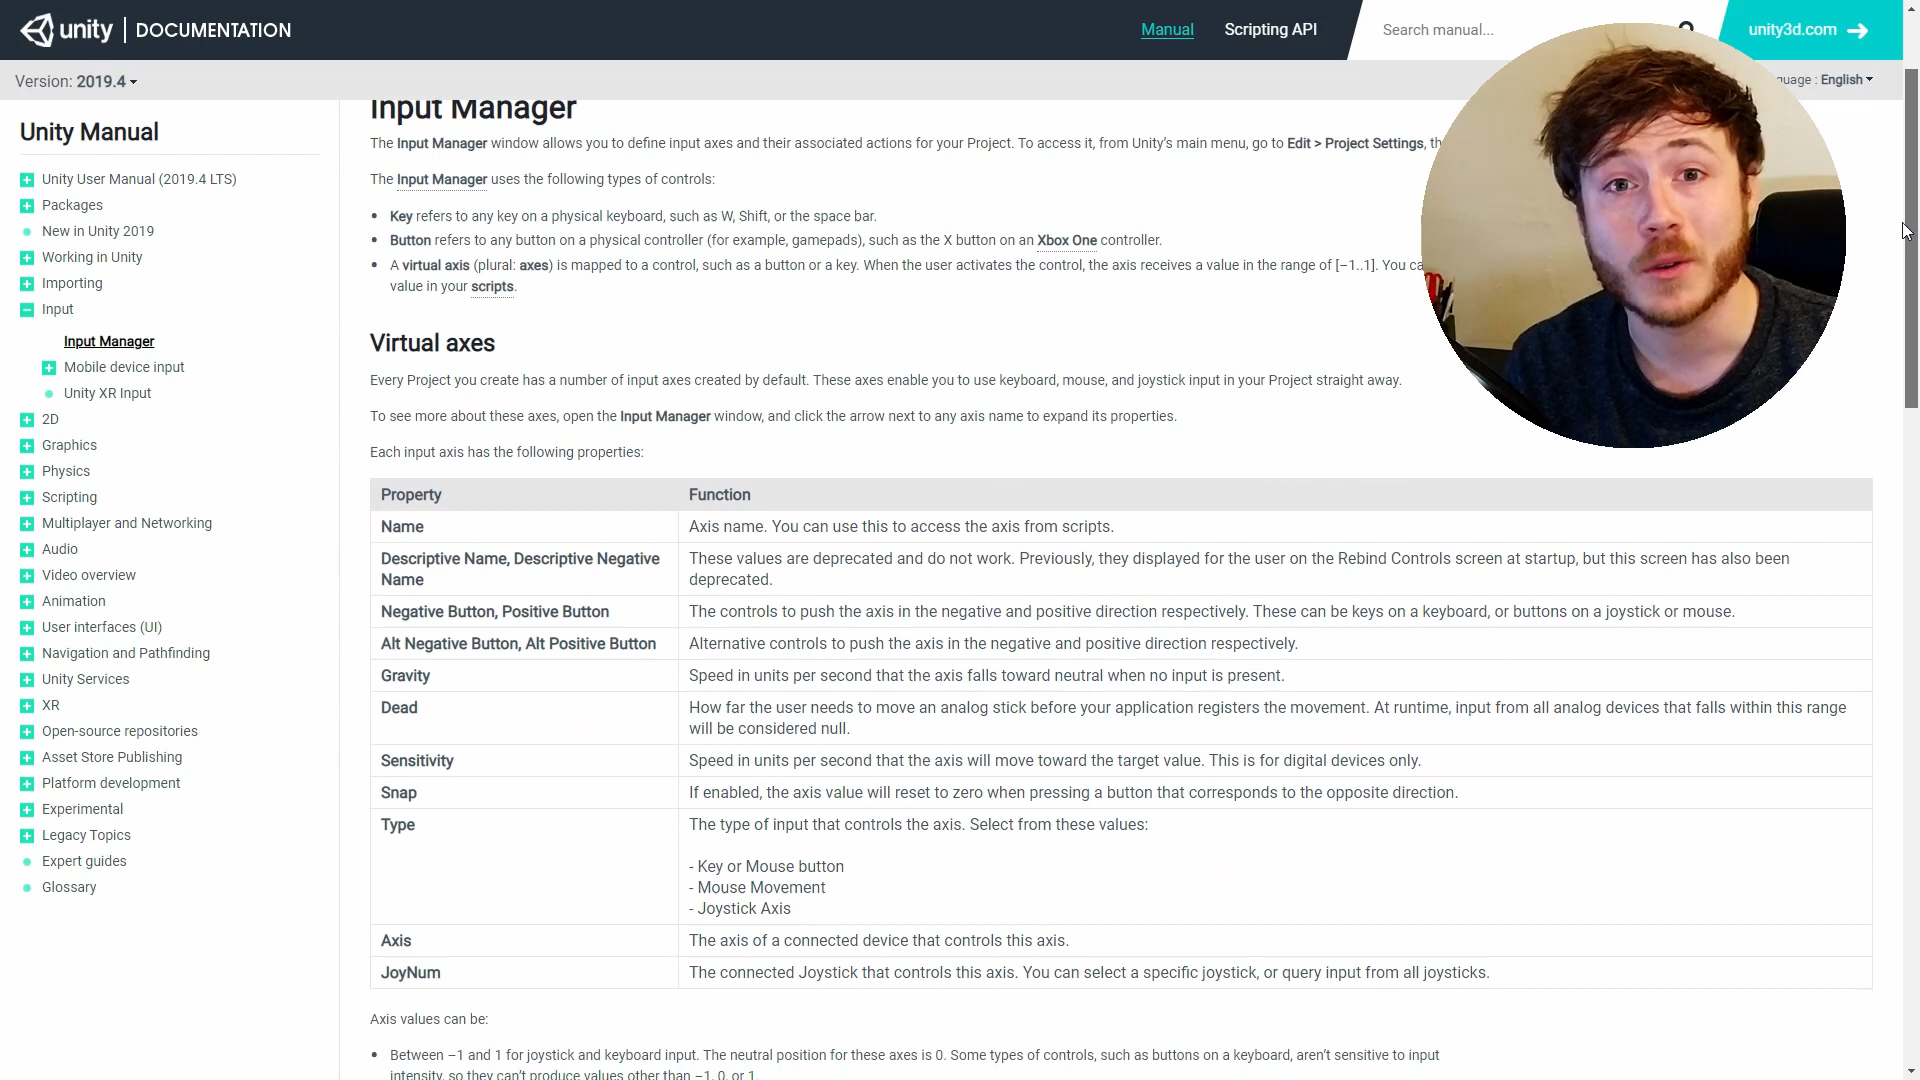 unity | DOCUMENTATION
Manual
Scripting API
Search manual...
unity3d.com
Version: 2019.4
guage : English
Unity Manual
Unity User Manual (2019.4 LTS)
Packages
New in Unity 2019
Working in Unity
Importing
Input
Input Manager
Mobile device input
Unity XR Input
2D
Graphics
Physics
Scripting
Multiplayer and Networking
Audio
Video overview
Animation
User interfaces (UI)
Navigation and Pathfinding
Unity Services
XR
Open-source repositories
Asset Store Publishing
Platform development
Experimental
Legacy Topics
Expert guides
Glossary
Input Manager
The Input Manager window allows you to define input axes and their associated actions for your Project. To access it, from Unity's main menu, go to Edit > Project Settings, th
The Input Manager uses the following types of controls:
• Key refers to any key on a physical keyboard, such as W, Shift, or the space bar.
• Button refers to any button on a physical controller (for example, gamepads), such as the X button on an Xbox One controller.
• A virtual axis (plural: axes) is mapped to a control, such as a button or a key. When the user activates the control, the axis receives a value in the range of [–1..1]. You ca
value in your scripts.
Virtual axes
Every Project you create has a number of input axes created by default. These axes enable you to use keyboard, mouse, and joystick input in your Project straight away.
To see more about these axes, open the Input Manager window, and click the arrow next to any axis name to expand its properties.
Each input axis has the following properties:
Property Function
Name Axis name. You can use this to access the axis from scripts.
Descriptive Name, Descriptive Negative These values are deprecated and do not work. Previously, they displayed for the user on the Rebind Controls screen at startup, but this screen has also been
Name deprecated.
Negative Button, Positive Button The controls to push the axis in the negative and positive direction respectively. These can be keys on a keyboard, or buttons on a joystick or mouse.
Alt Negative Button, Alt Positive Button Alternative controls to push the axis in the negative and positive direction respectively.
Gravity Speed in units per second that the axis falls toward neutral when no input is present.
Dead How far the user needs to move an analog stick before your application registers the movement. At runtime, input from all analog devices that falls within this range
will be considered null.
Sensitivity Speed in units per second that the axis will move toward the target value. This is for digital devices only.
Snap If enabled, the axis value will reset to zero when pressing a button that corresponds to the opposite direction.
Type The type of input that controls the axis. Select from these values:
- Key or Mouse button
- Mouse Movement
- Joystick Axis
Axis The axis of a connected device that controls this axis.
JoyNum The connected Joystick that controls this axis. You can select a specific joystick, or query input from all joysticks.
Axis values can be:
• Between –1 and 1 for joystick and keyboard input. The neutral position for these axes is 0. Some types of controls, such as buttons on a keyboard, aren't sensitive to input
intensity, so they can't produce values other than –1, 0, or 1.